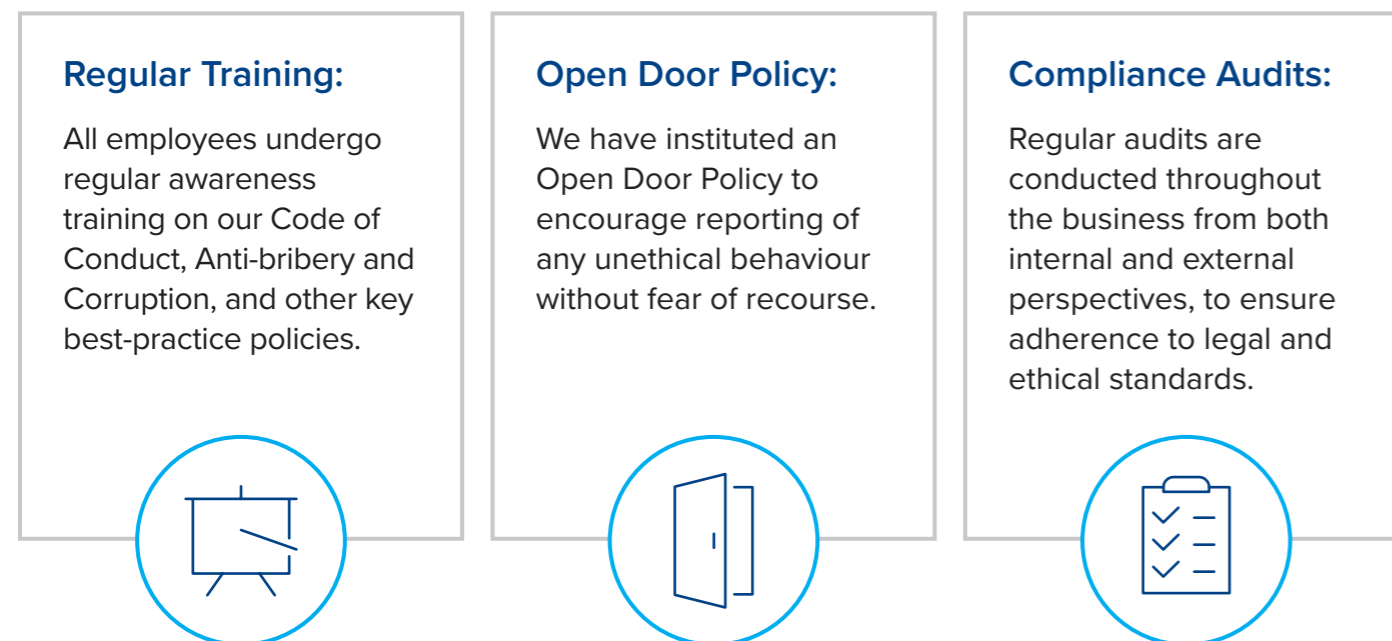 Regular Training:
All employees undergo
regular awareness
training on our Code of
Conduct, Anti-bribery and
Corruption, and other key
best-practice policies.
Open Door Policy:
We have instituted an
Open Door Policy to
encourage reporting of
any unethical behaviour
without fear of recourse.
Compliance Audits:
Regular audits are
conducted throughout
the business from both
internal and external
perspectives, to ensure
adherence to legal and
ethical standards.